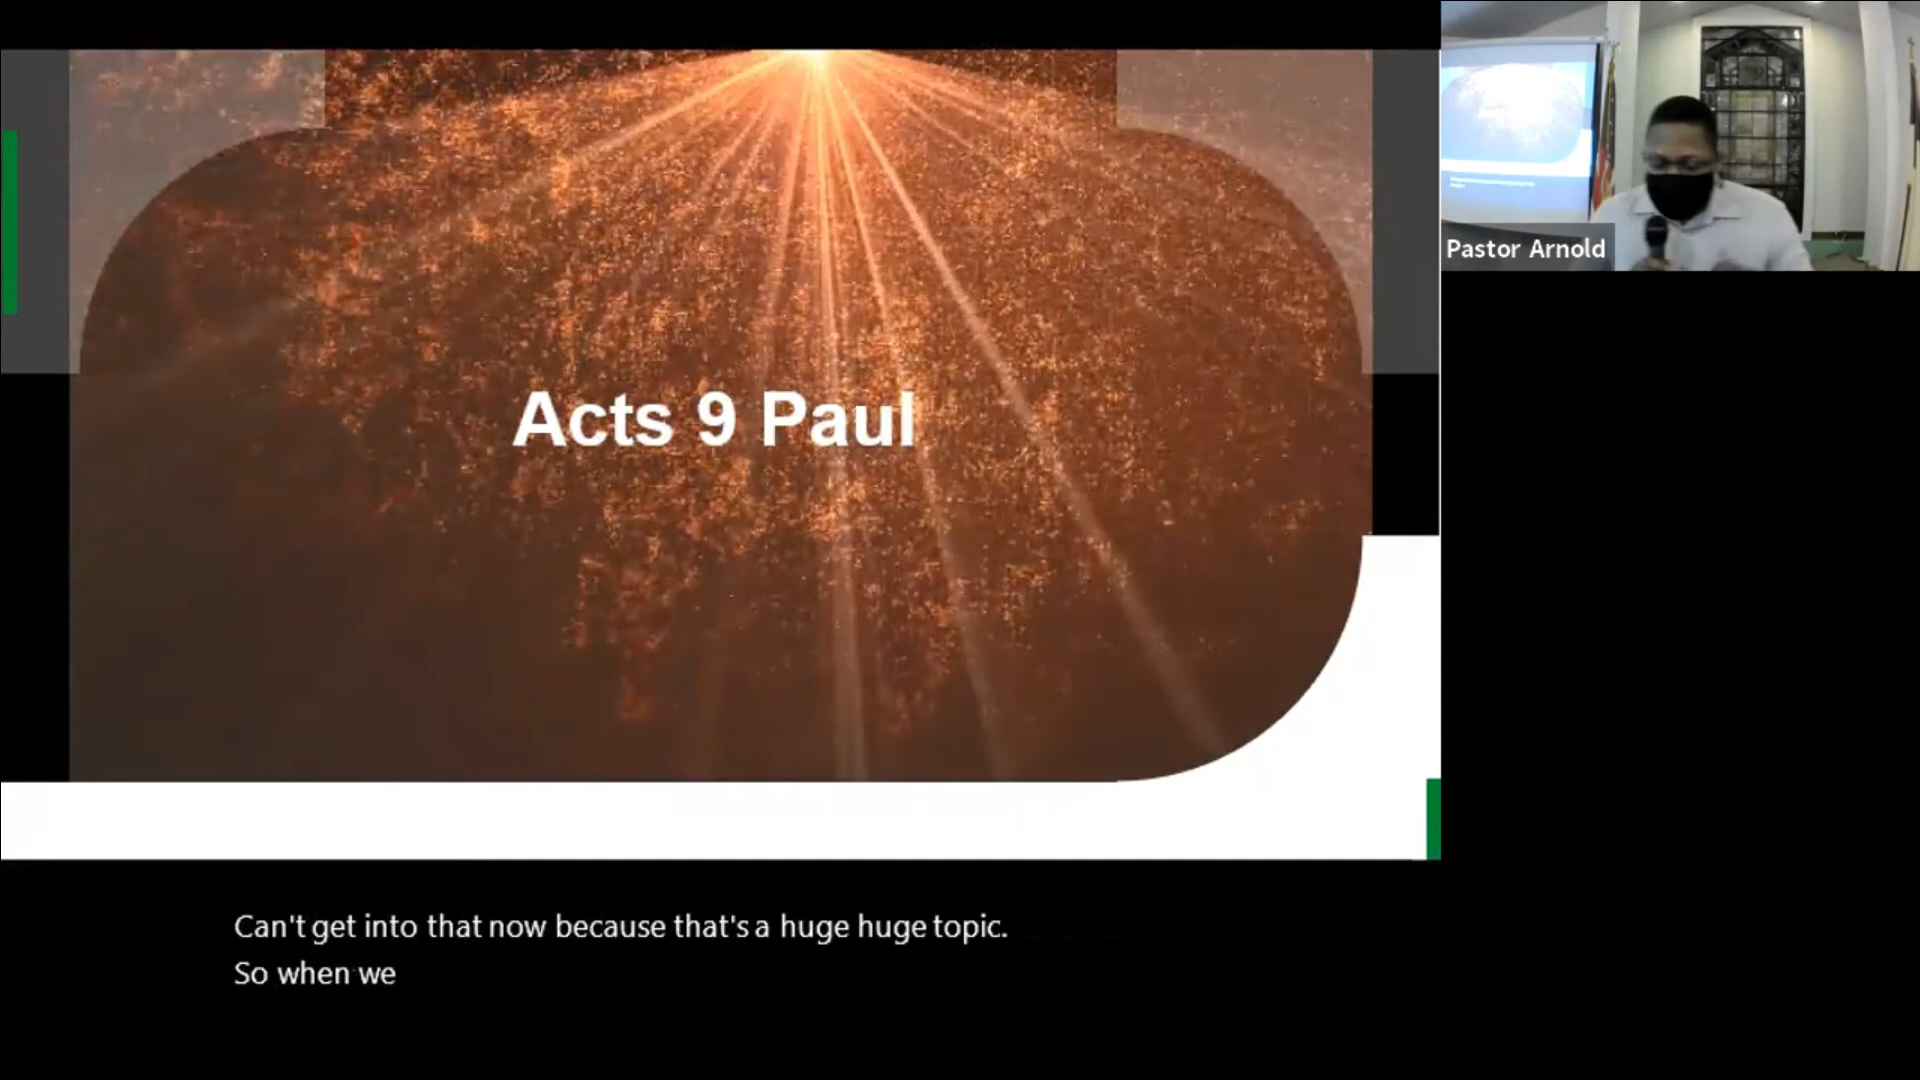 Acts 9 Paul
Pastor Arnold
Can't get into that now because that's a huge huge topic.
So when we